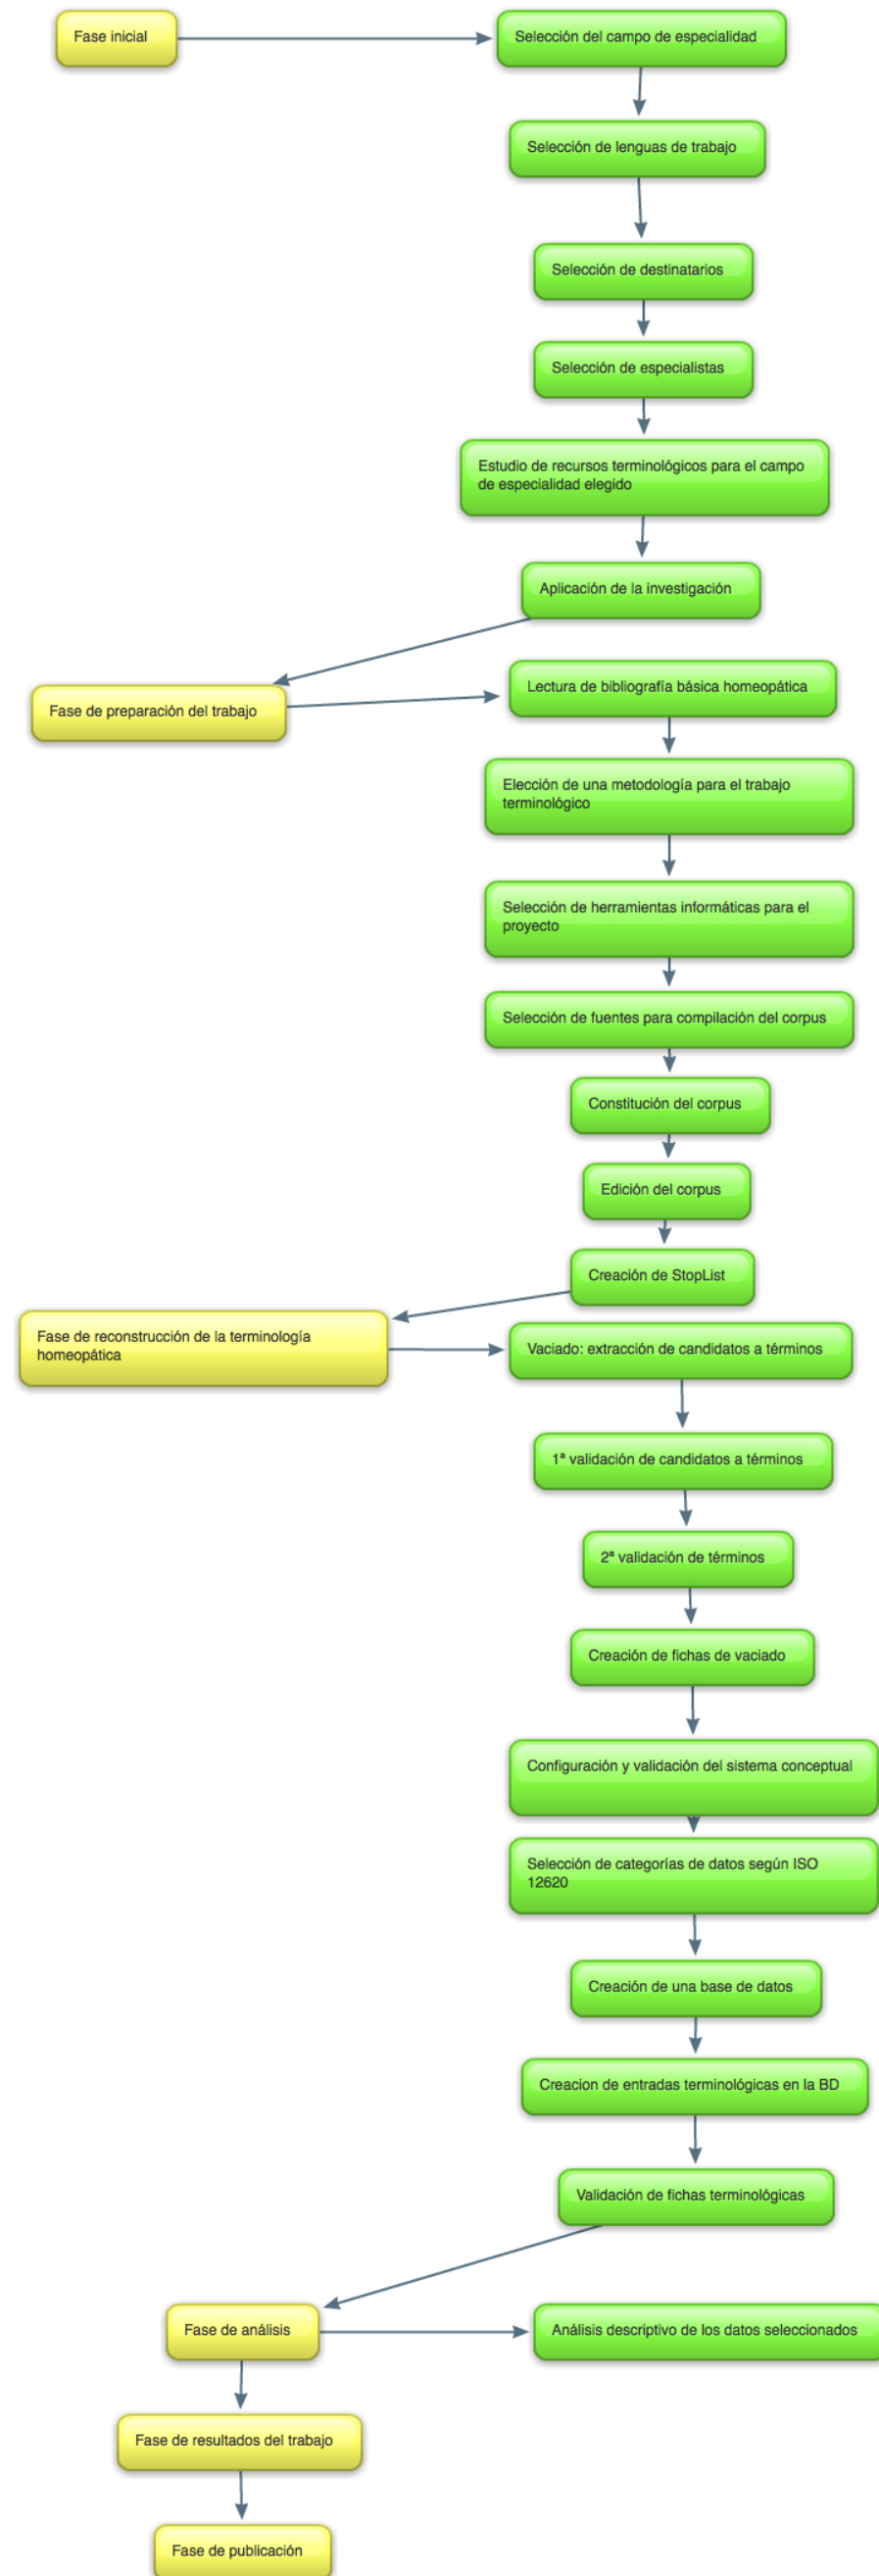 Fase inicial
Selección del campo de especialidad
Selección de lenguas de trabajo
Selección de destinatarios
Selección de especialistas
Estudio de recursos terminológicos para el campo
de especialidad elegido
Aplicación de la investigación
Fase de preparación del trabajo
Lectura de bibliografía básica homeopática
Elección de una metodología para el trabajo
terminológico
Selección de herramientas informáticas para el
proyecto
Selección de fuentes para compilación del corpus
Constitución del corpus
Edición del corpus
Creación de StopList
Fase de reconstrucción de la terminología
homeopática
Vaciado: extracción de candidatos a términos
1ª validación de candidatos a términos
2ª validación de términos
Creación de fichas de vaciado
Configuración y validación del sistema conceptual
Selección de categorías de datos según ISO
12620
Creación de una base de datos
Creacion de entradas terminológicas en la BD
Validación de fichas terminológicas
Fase de análisis
Análisis descriptivo de los datos seleccionados
Fase de resultados del trabajo
Fase de publicación